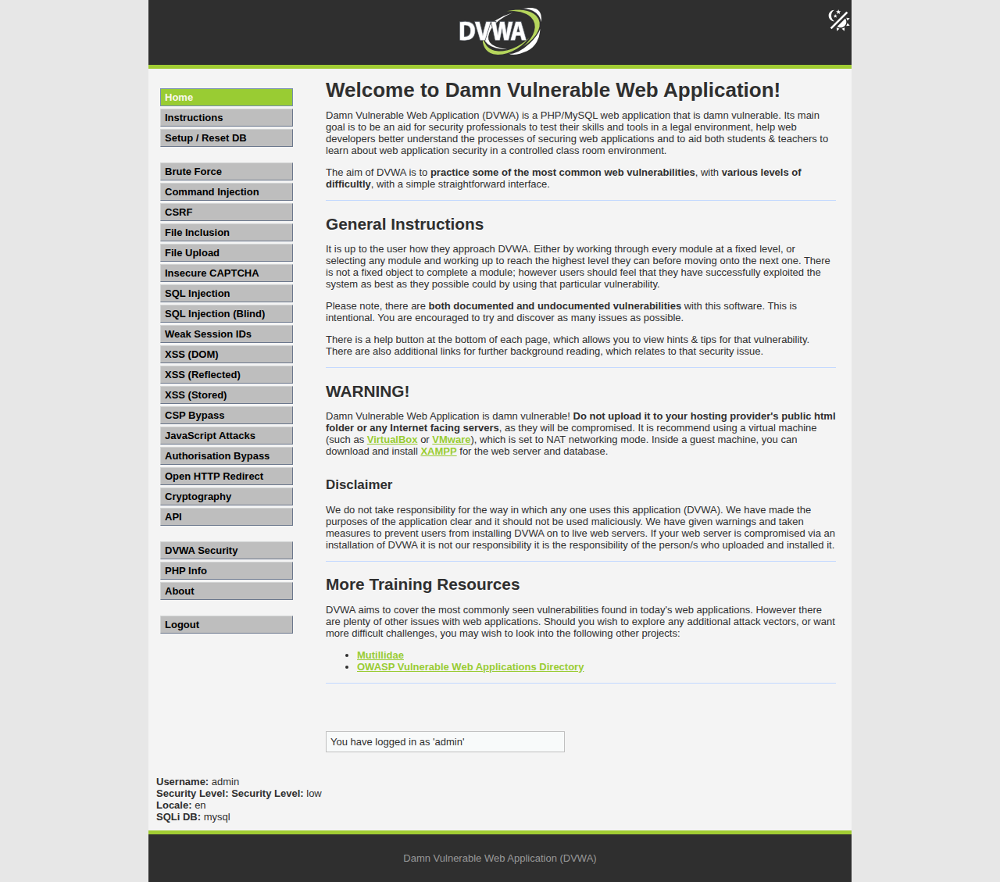 DVWA
Home
Instructions
Setup / Reset DB
Brute Force
Command Injection
CSRF
File Inclusion
File Upload
Insecure CAPTCHA
SQL Injection
SQL Injection (Blind)
Weak Session IDs
XSS (DOM)
XSS (Reflected)
XSS (Stored)
CSP Bypass
JavaScript Attacks
Authorisation Bypass
Open HTTP Redirect
Cryptography
API
DVWA Security
PHP Info
About
Logout
Welcome to Damn Vulnerable Web Application!
Damn Vulnerable Web Application (DVWA) is a PHP/MySQL web application that is damn vulnerable. Its main
goal is to be an aid for security professionals to test their skills and tools in a legal environment, help web
developers better understand the processes of securing web applications and to aid both students & teachers to
learn about web application security in a controlled class room environment.
The aim of DVWA is to practice some of the most common web vulnerabilities, with various levels of
difficultly, with a simple straightforward interface.
General Instructions
It is up to the user how they approach DVWA. Either by working through every module at a fixed level, or
selecting any module and working up to reach the highest level they can before moving onto the next one. There
is not a fixed object to complete a module; however users should feel that they have successfully exploited the
system as best as they possible could by using that particular vulnerability.
Please note, there are both documented and undocumented vulnerabilities with this software. This is
intentional. You are encouraged to try and discover as many issues as possible.
There is a help button at the bottom of each page, which allows you to view hints & tips for that vulnerability.
There are also additional links for further background reading, which relates to that security issue.
WARNING!
Damn Vulnerable Web Application is damn vulnerable! Do not upload it to your hosting provider's public html
folder or any Internet facing servers, as they will be compromised. It is recommend using a virtual machine
(such as VirtualBox or VMware), which is set to NAT networking mode. Inside a guest machine, you can
download and install XAMPP for the web server and database.
Disclaimer
We do not take responsibility for the way in which any one uses this application (DVWA). We have made the
purposes of the application clear and it should not be used maliciously. We have given warnings and taken
measures to prevent users from installing DVWA on to live web servers. If your web server is compromised via an
installation of DVWA it is not our responsibility it is the responsibility of the person/s who uploaded and installed it.
More Training Resources
DVWA aims to cover the most commonly seen vulnerabilities found in today's web applications. However there
are plenty of other issues with web applications. Should you wish to explore any additional attack vectors, or want
more difficult challenges, you may wish to look into the following other projects:
• Mutillidae
• OWASP Vulnerable Web Applications Directory
You have logged in as 'admin'
Username: admin
Security Level: Security Level: low
Locale: en
SQLi DB: mysql
Damn Vulnerable Web Application (DVWA)